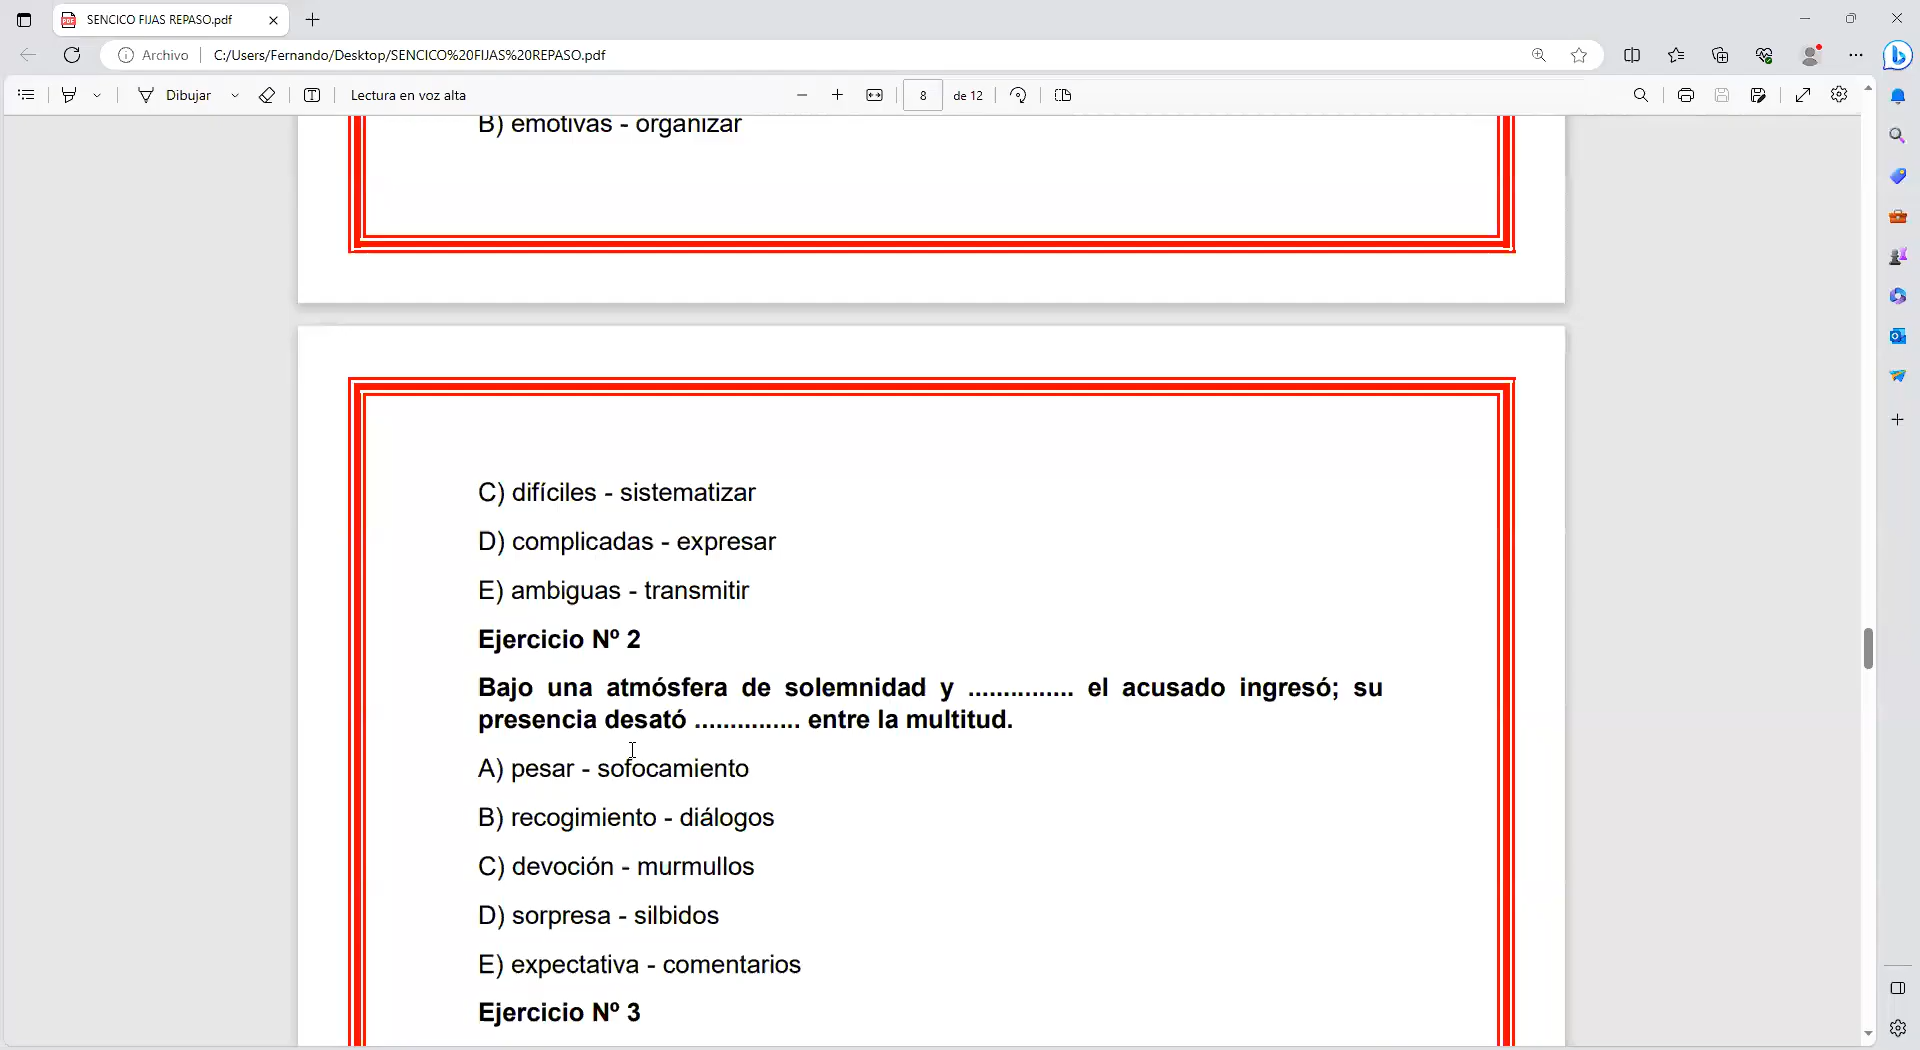 SENCICO FIJAS REPASO.pdf
Archivo
C:/Users/Fernando/Desktop/SENCICO%20FIJAS%20REPASO.pdf
Dibujar
Lectura en voz alta
8 de 12
B) emotivas - organizar
C) difíciles - sistematizar
D) complicadas - expresar
E) ambiguas - transmitir
Ejercicio Nº 2
Bajo una atmósfera de solemnidad y ............... el acusado ingresó; su
presencia desató ............... entre la multitud.
A) pesar - sofocamiento
B) recogimiento - diálogos
C) devoción - murmullos
D) sorpresa - silbidos
E) expectativa - comentarios
Ejercicio Nº 3